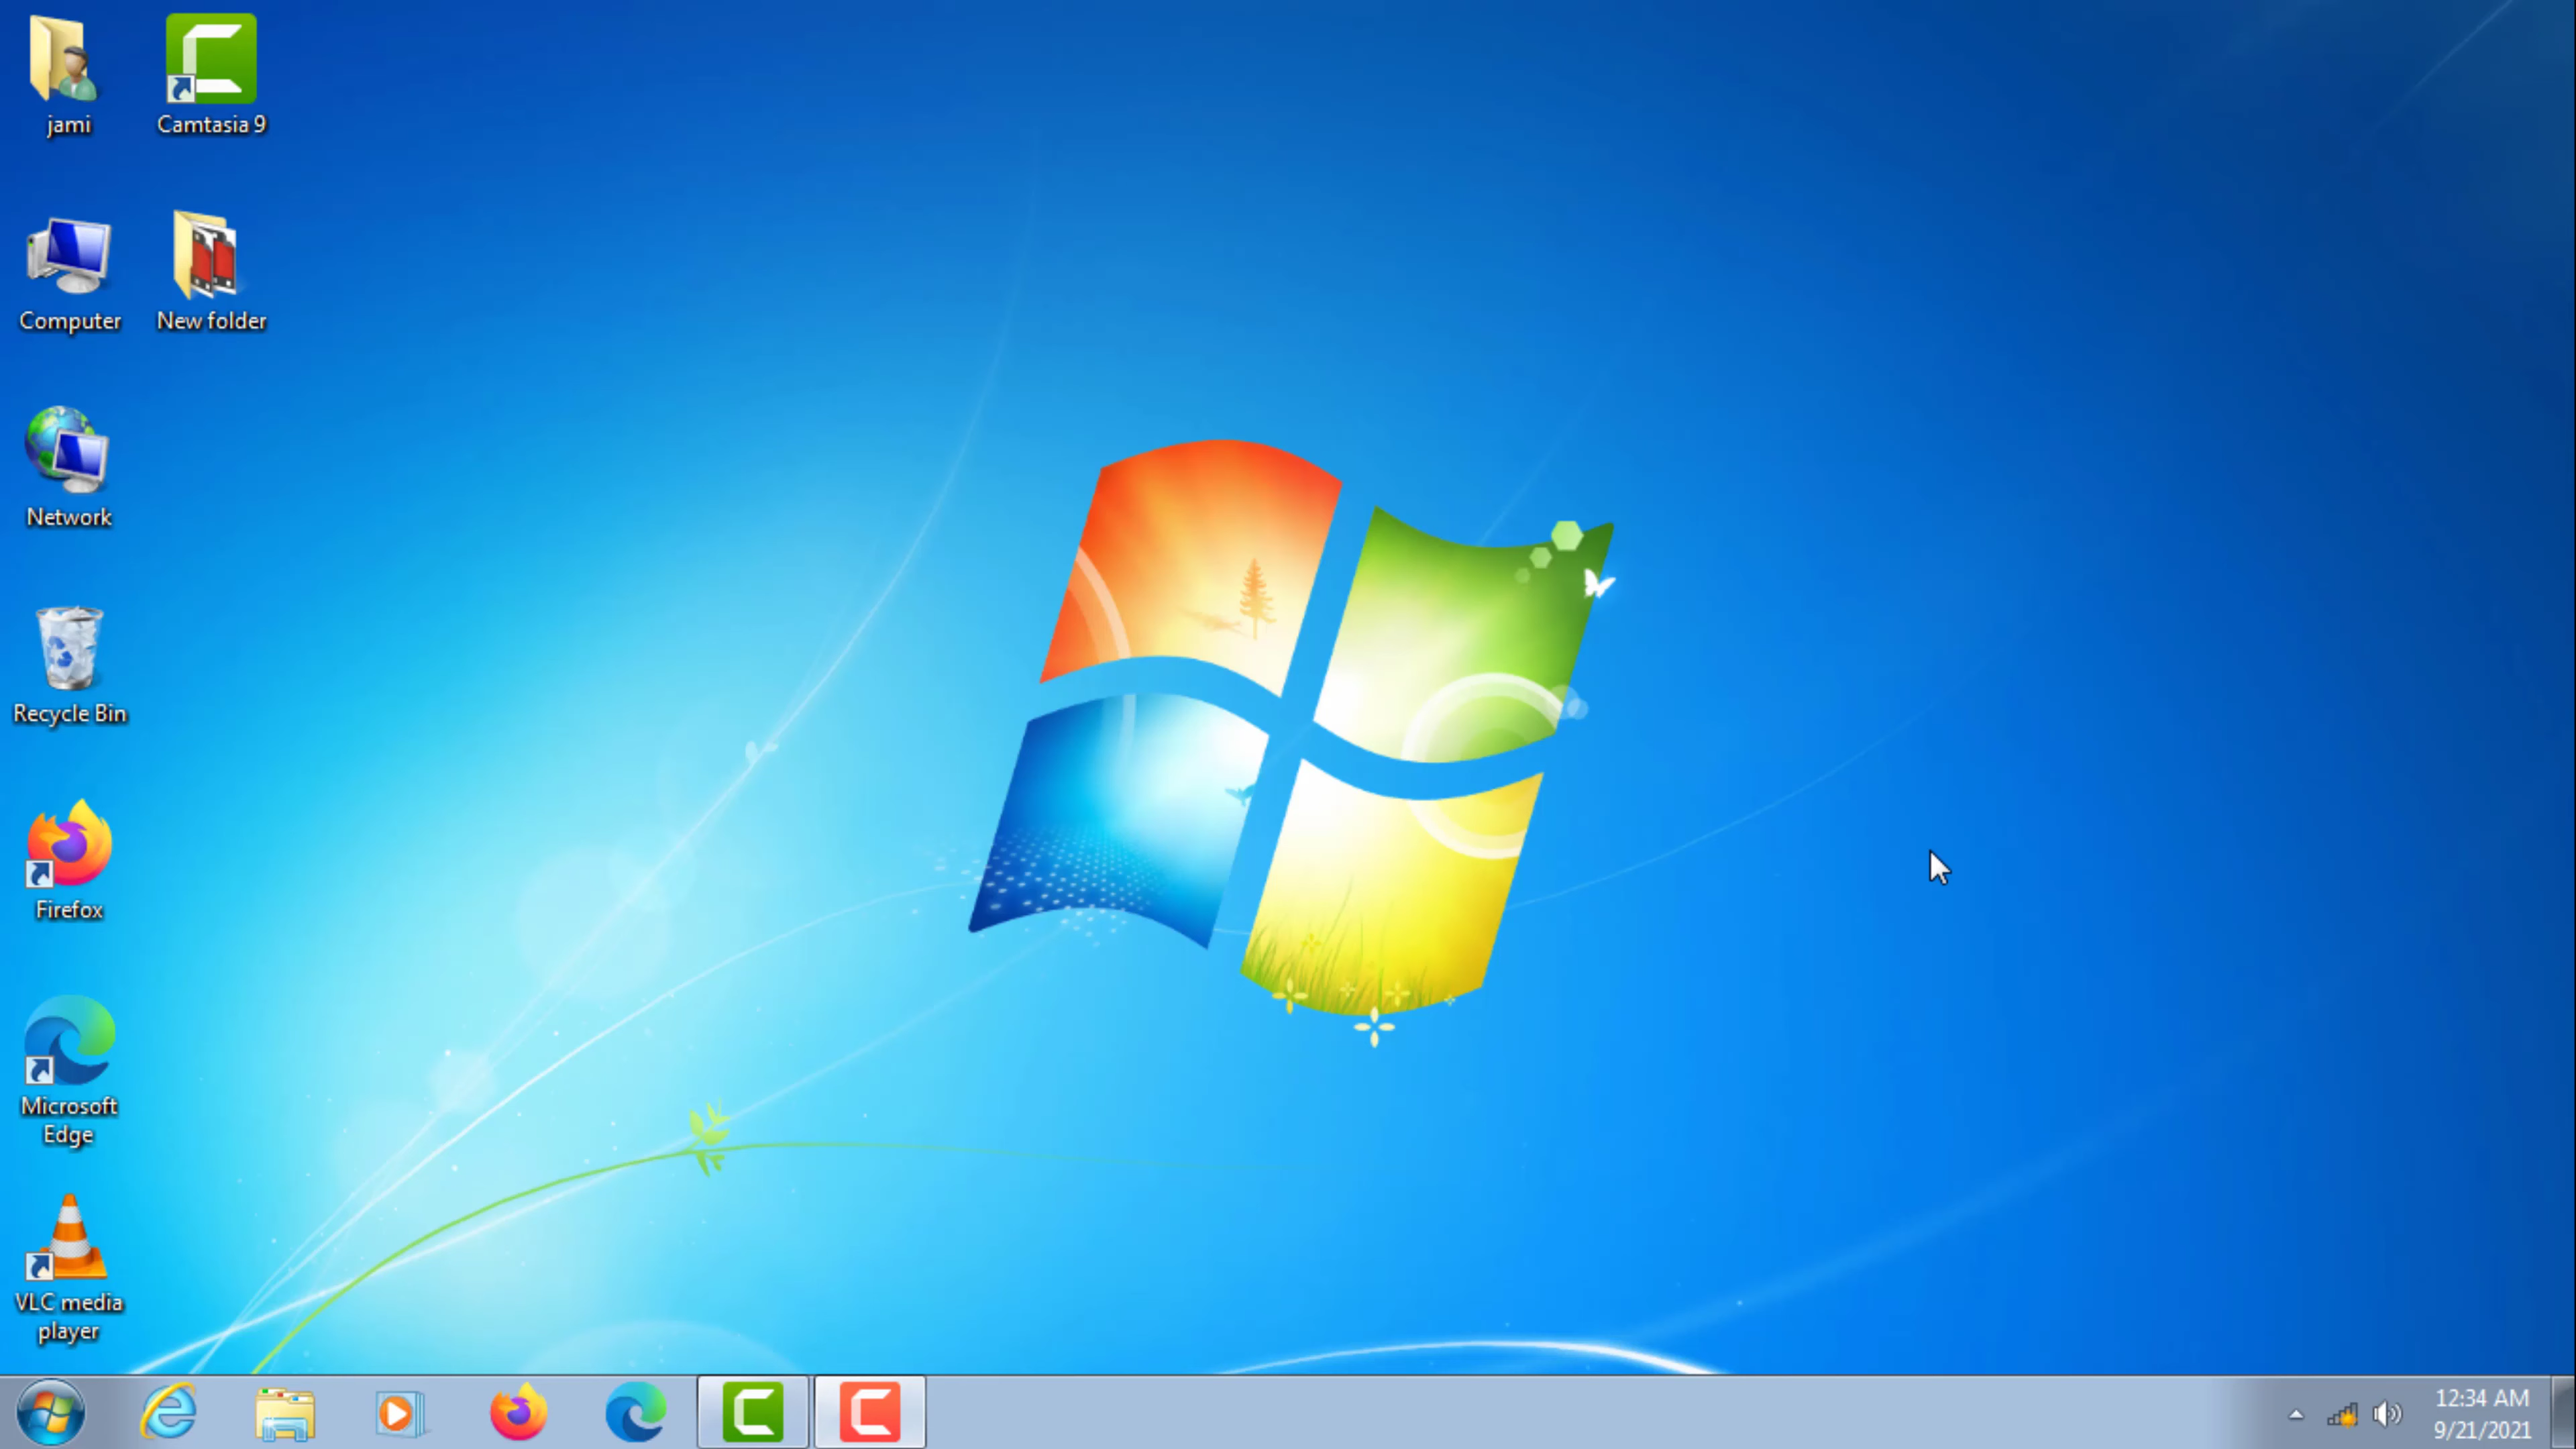 jami
Camtasia 9
Computer
New folder
Network
Recycle Bin
Firefox
Microsoft
Edge
VLC media
player
12:34 AM
9/21/2021